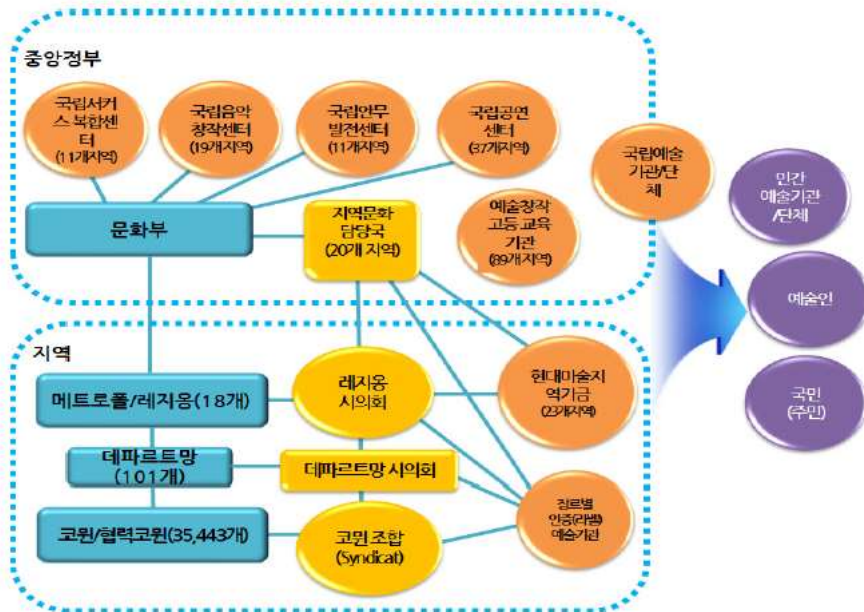 중앙정부
국립서커
스 복합센
터
(11개지역)
국립음악
창작센터
(19개지역)
국립안무
발전센터
(11개지역)
국립공연
센터
(37개지역)
국립예술
기관/단
체
민간
예술기관
/단체
문화부
지역문화
담당국
(20개 지역)
예술창작
고등 교육
기관
(89개지역)
예술인
지역
메트로폴/레지옹(18개)
레지옹
시의회
현대미술지
역기금
(23개지역)
국민
(주민)
데파르트망
(101개)
데파르트망 시의회
장르별
인증(라벨)
예술기관
코뮌/협력코뮌(35,443개)
코뮌 조합
(Syndicat)